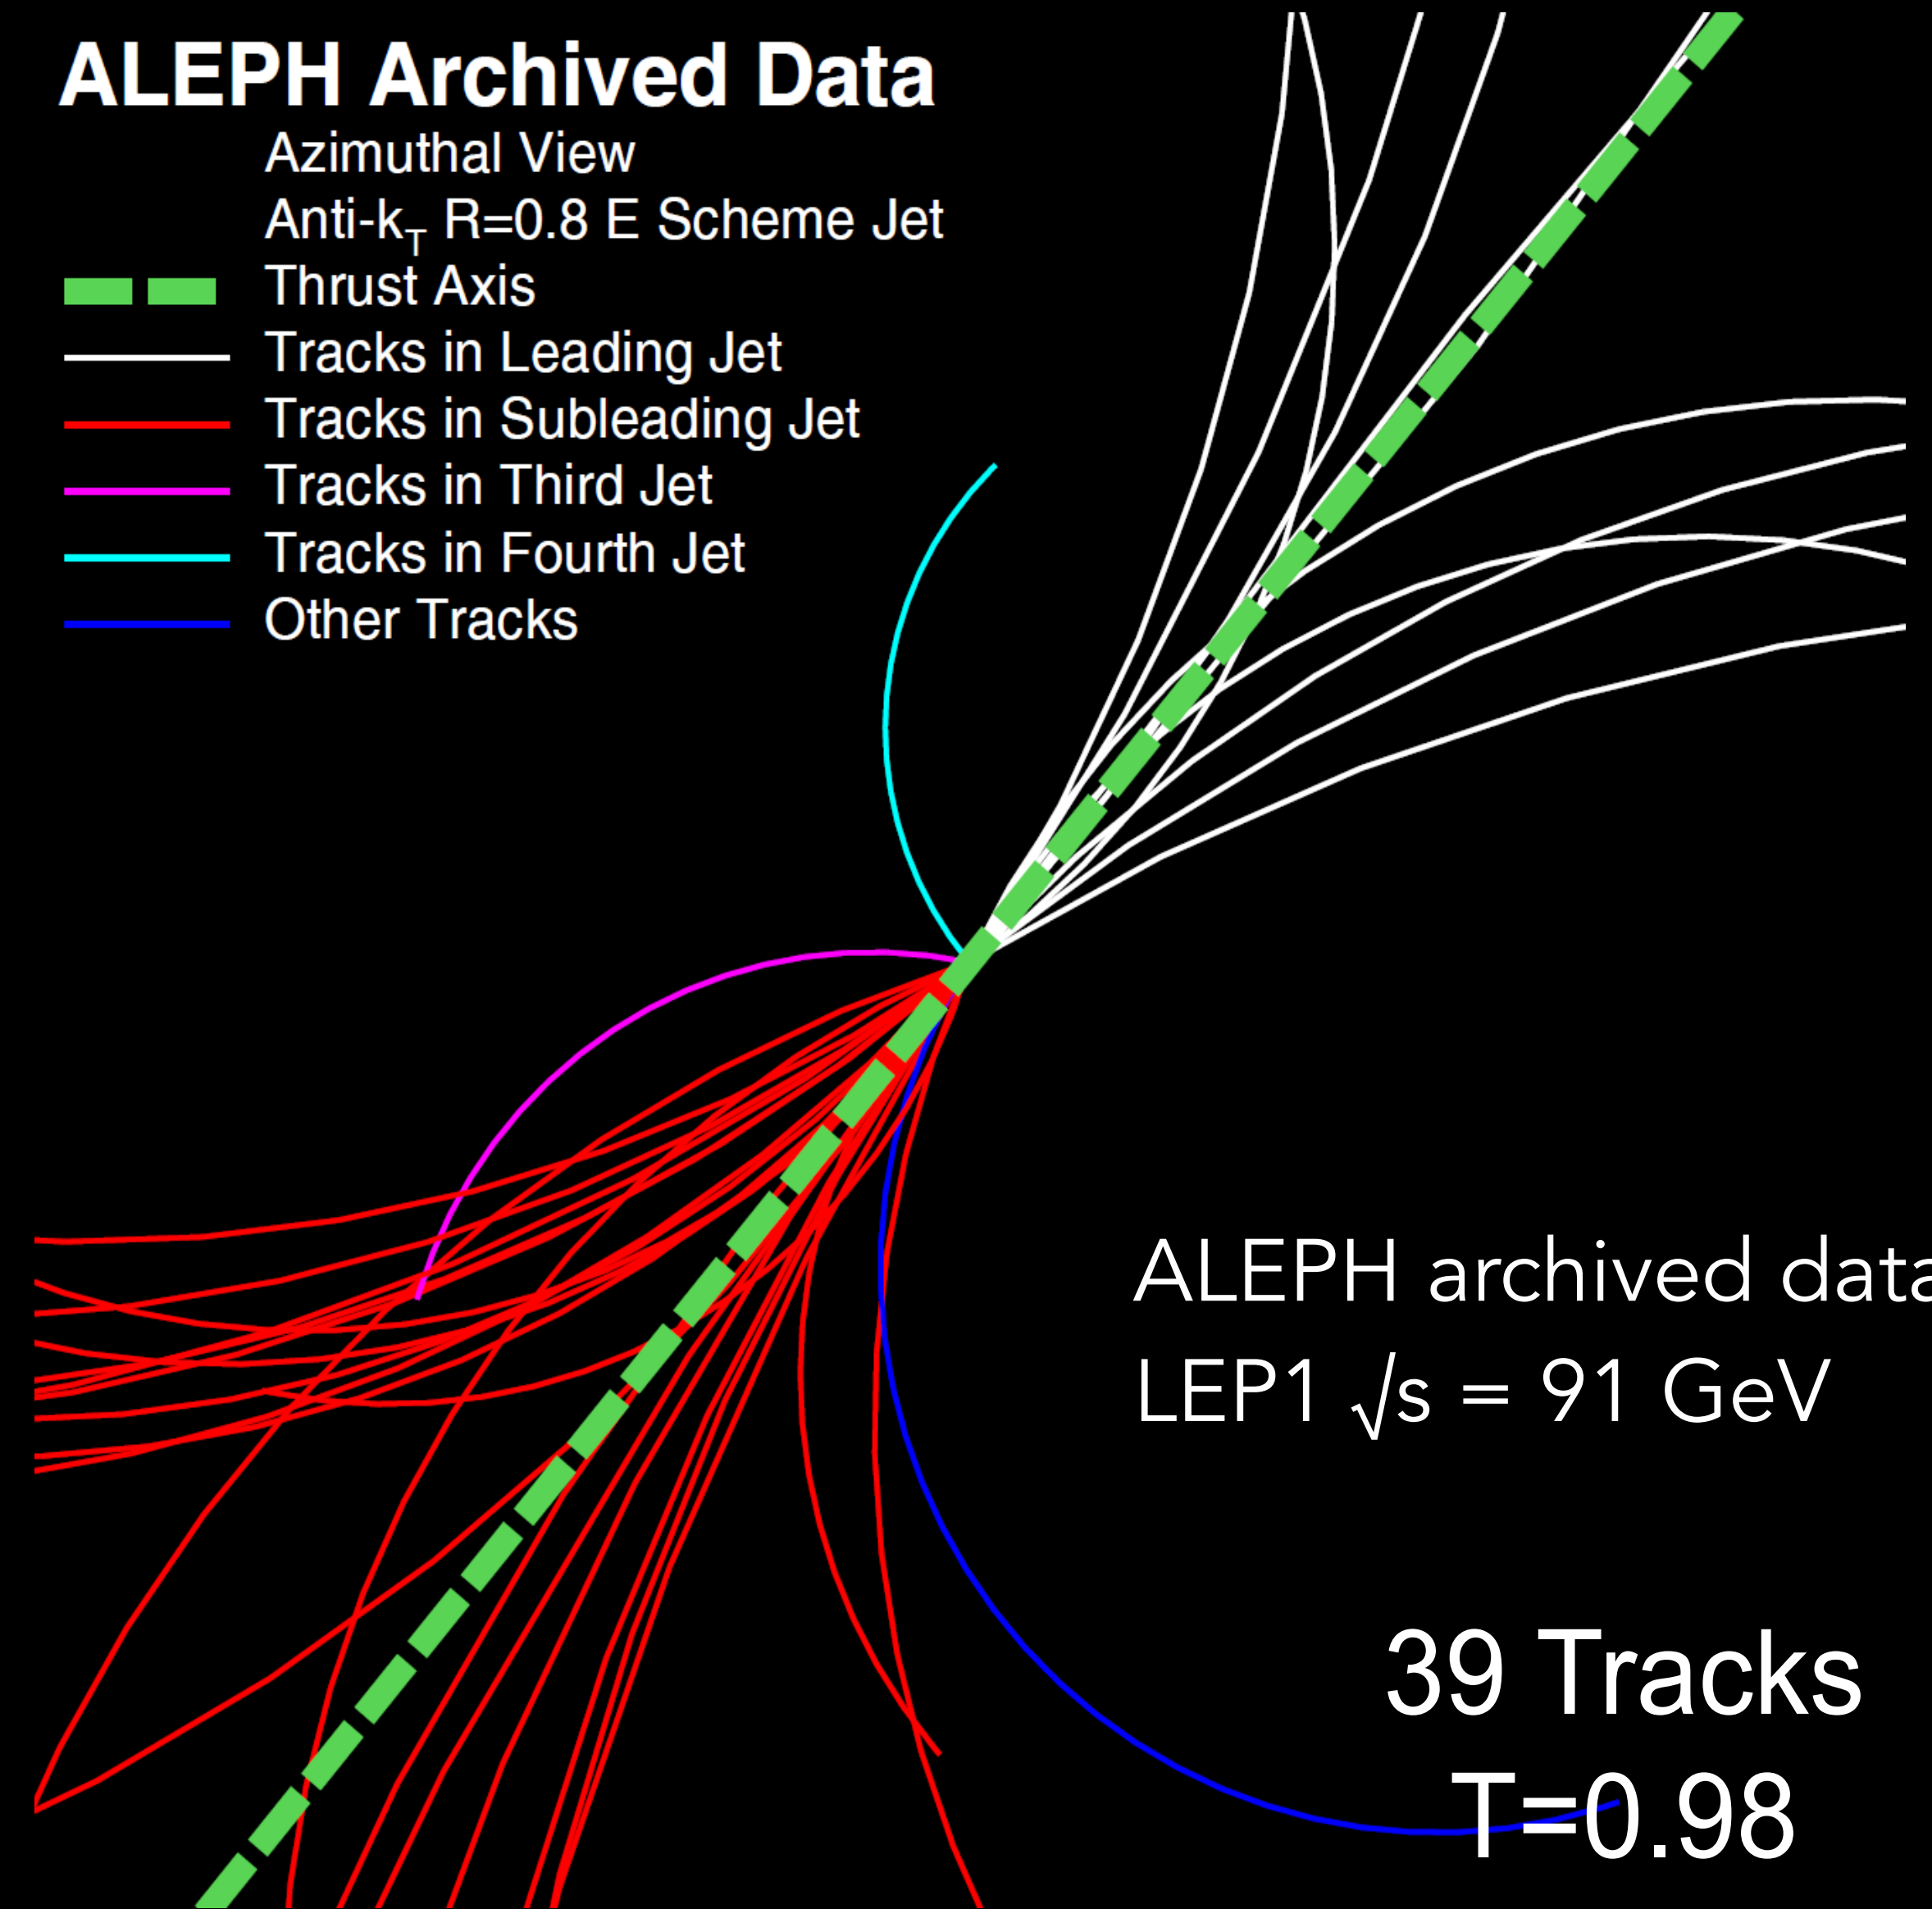 ALEPH Archived Data
Azimuthal View
Anti-kT R=0.8 E Scheme Jet
Thrust Axis
Tracks in Leading Jet
Tracks in Subleading Jet
Tracks in Third Jet
Tracks in Fourth Jet
Other Tracks
ALEPH archived data
LEP1 √s = 91 GeV
39 Tracks
T=0.98